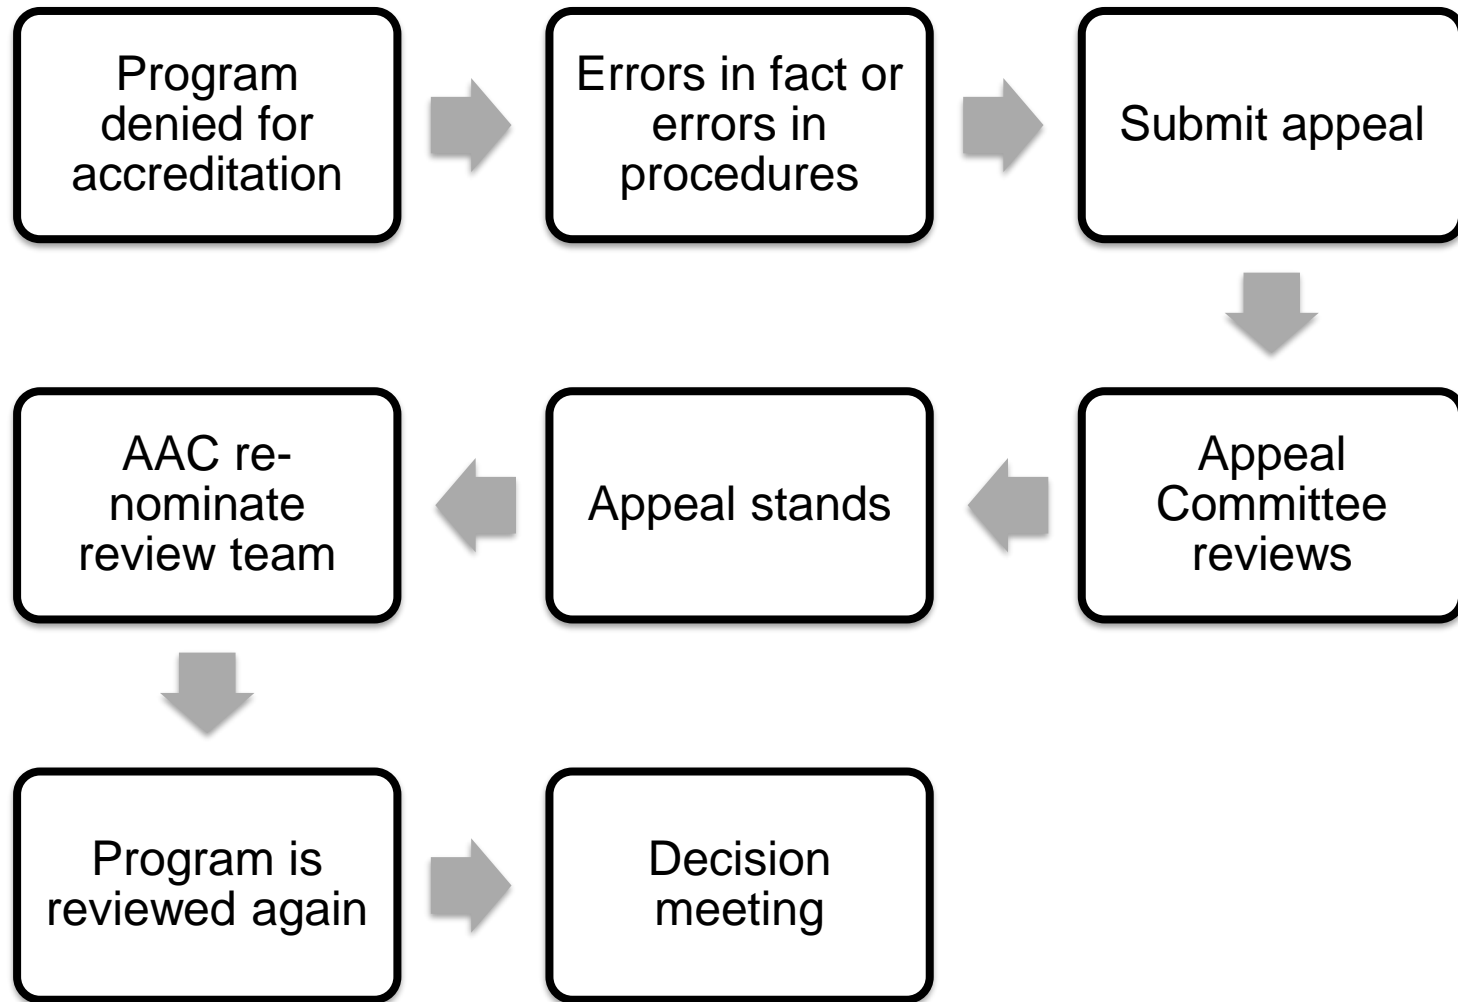 Program
denied for
accreditation
Errors in fact or
errors in
procedures
Submit appeal
Appeal
Committee
reviews
Appeal stands
AAC re-
nominate
review team
Program is
reviewed again
Decision
meeting